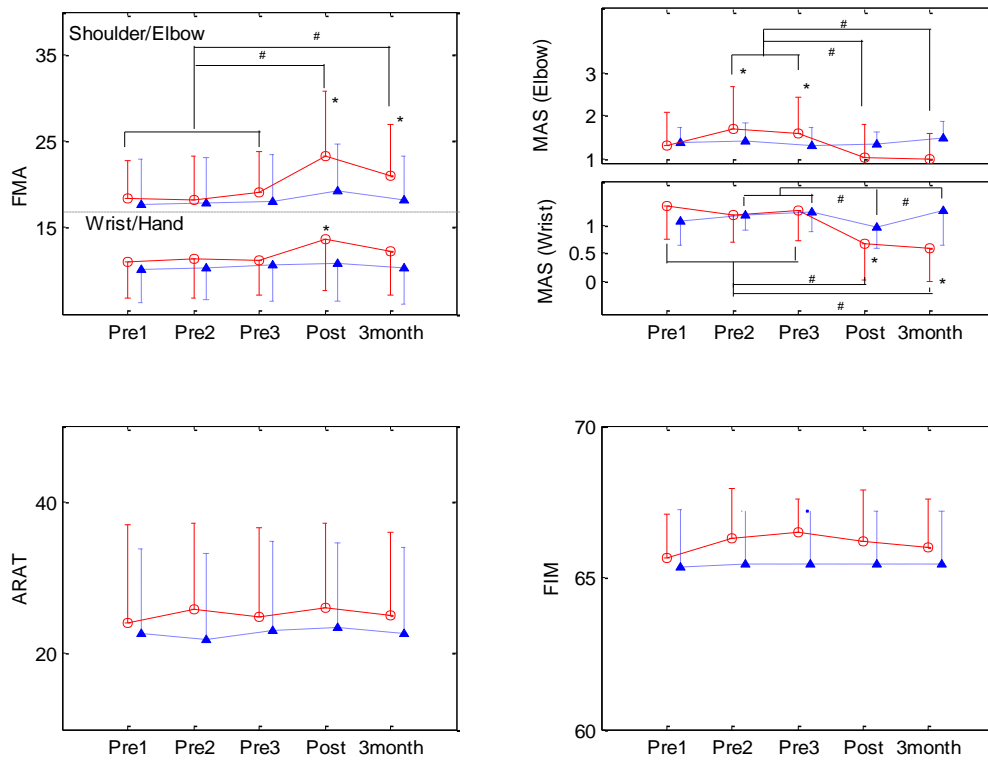 Shoulder/Elbow
#
#
35
*
*
25
FMA
Wrist/Hand
15
*
Pre1 Pre2 Pre3 Post 3month
#
#
3
*
*
2
1
MAS (Elbow)
#
#
1
0.5
0
MAS (Wrist)
*
#
*
#
Pre1 Pre2 Pre3 Post 3month
40
ARAT
20
Pre1 Pre2 Pre3 Post 3month
70
65
FIM
60
Pre1 Pre2 Pre3 Post 3month